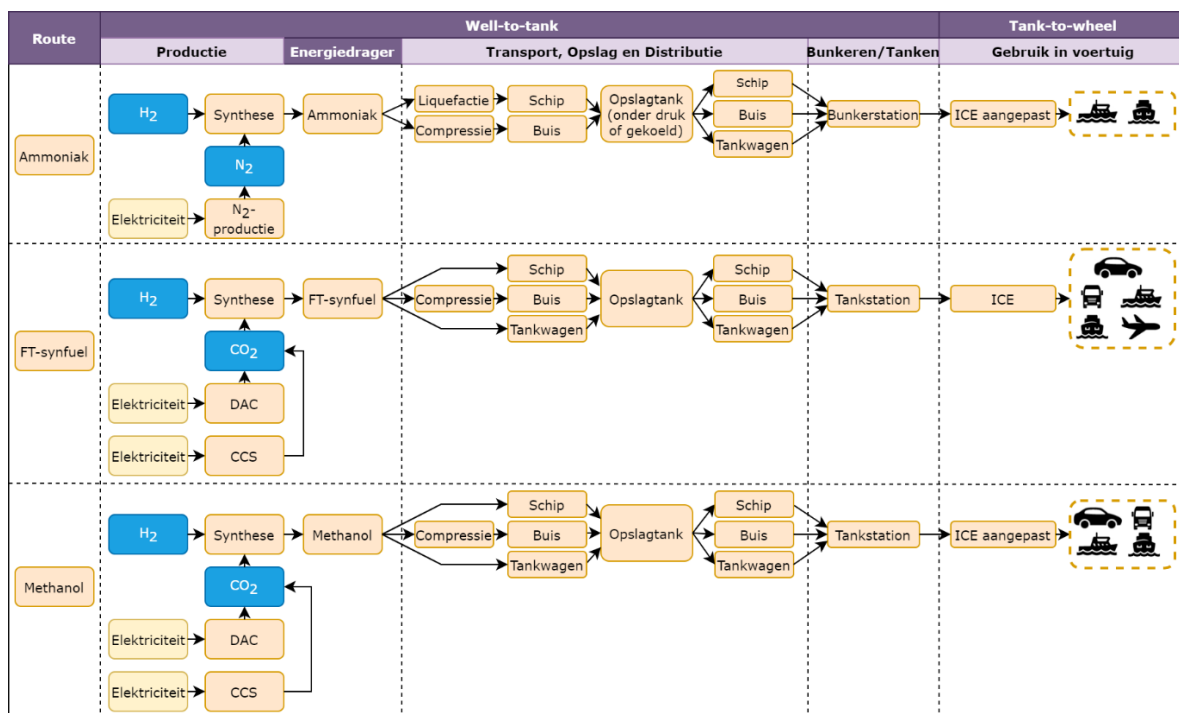 Route
Well-to-tank
Tank-to-wheel
Productie
Energiedrager
Transport, Opslag en Distributie
Bunkeren/Tanken
Gebruik in voertuig
Ammoniak
H2
Synthese
Ammoniak
Liquefactie
Schip
Compressie
Buis
Opslagtank
(onder druk
of gekoeld)
Schip
Buis
Tankwagen
Bunkerstation
ICE aangepast
N2
Elektriciteit
N2-
productie
FT-synfuel
H2
Synthese
FT-synfuel
Schip
Compressie
Buis
Tankwagen
Opslagtank
Schip
Buis
Tankwagen
Tankstation
ICE
CO2
Elektriciteit
DAC
Elektriciteit
CCS
Methanol
H2
Synthese
Methanol
Schip
Compressie
Buis
Tankwagen
Opslagtank
Schip
Buis
Tankwagen
Tankstation
ICE aangepast
CO2
Elektriciteit
DAC
Elektriciteit
CCS